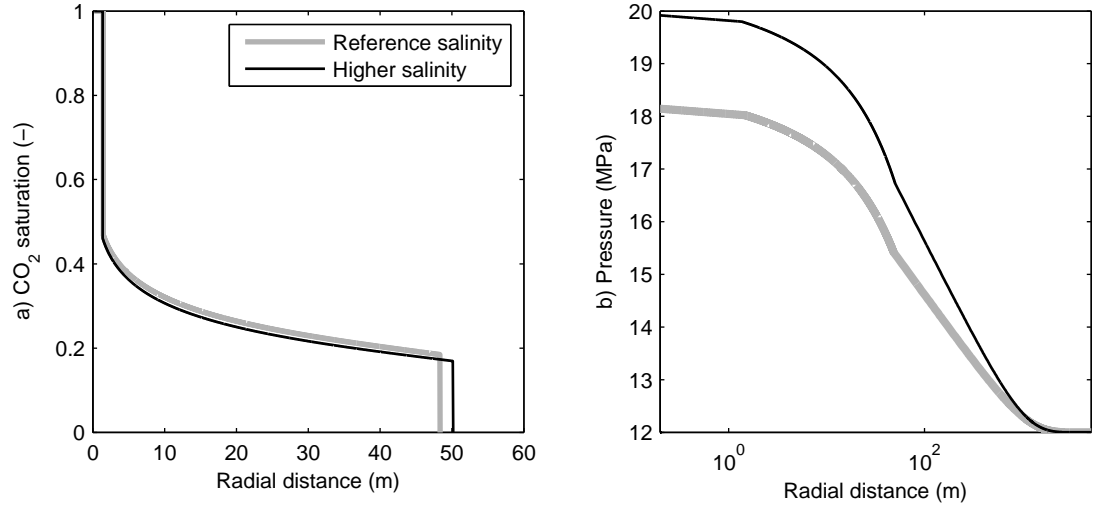 a) CO2 saturation (−)
1
0.8
0.6
0.4
0.2
0
0 10 20 30 40 50 60
Radial distance (m)
Reference salinity
Higher salinity
b) Pressure (MPa)
20
19
18
17
16
15
14
13
12
10^0 10^2
Radial distance (m)